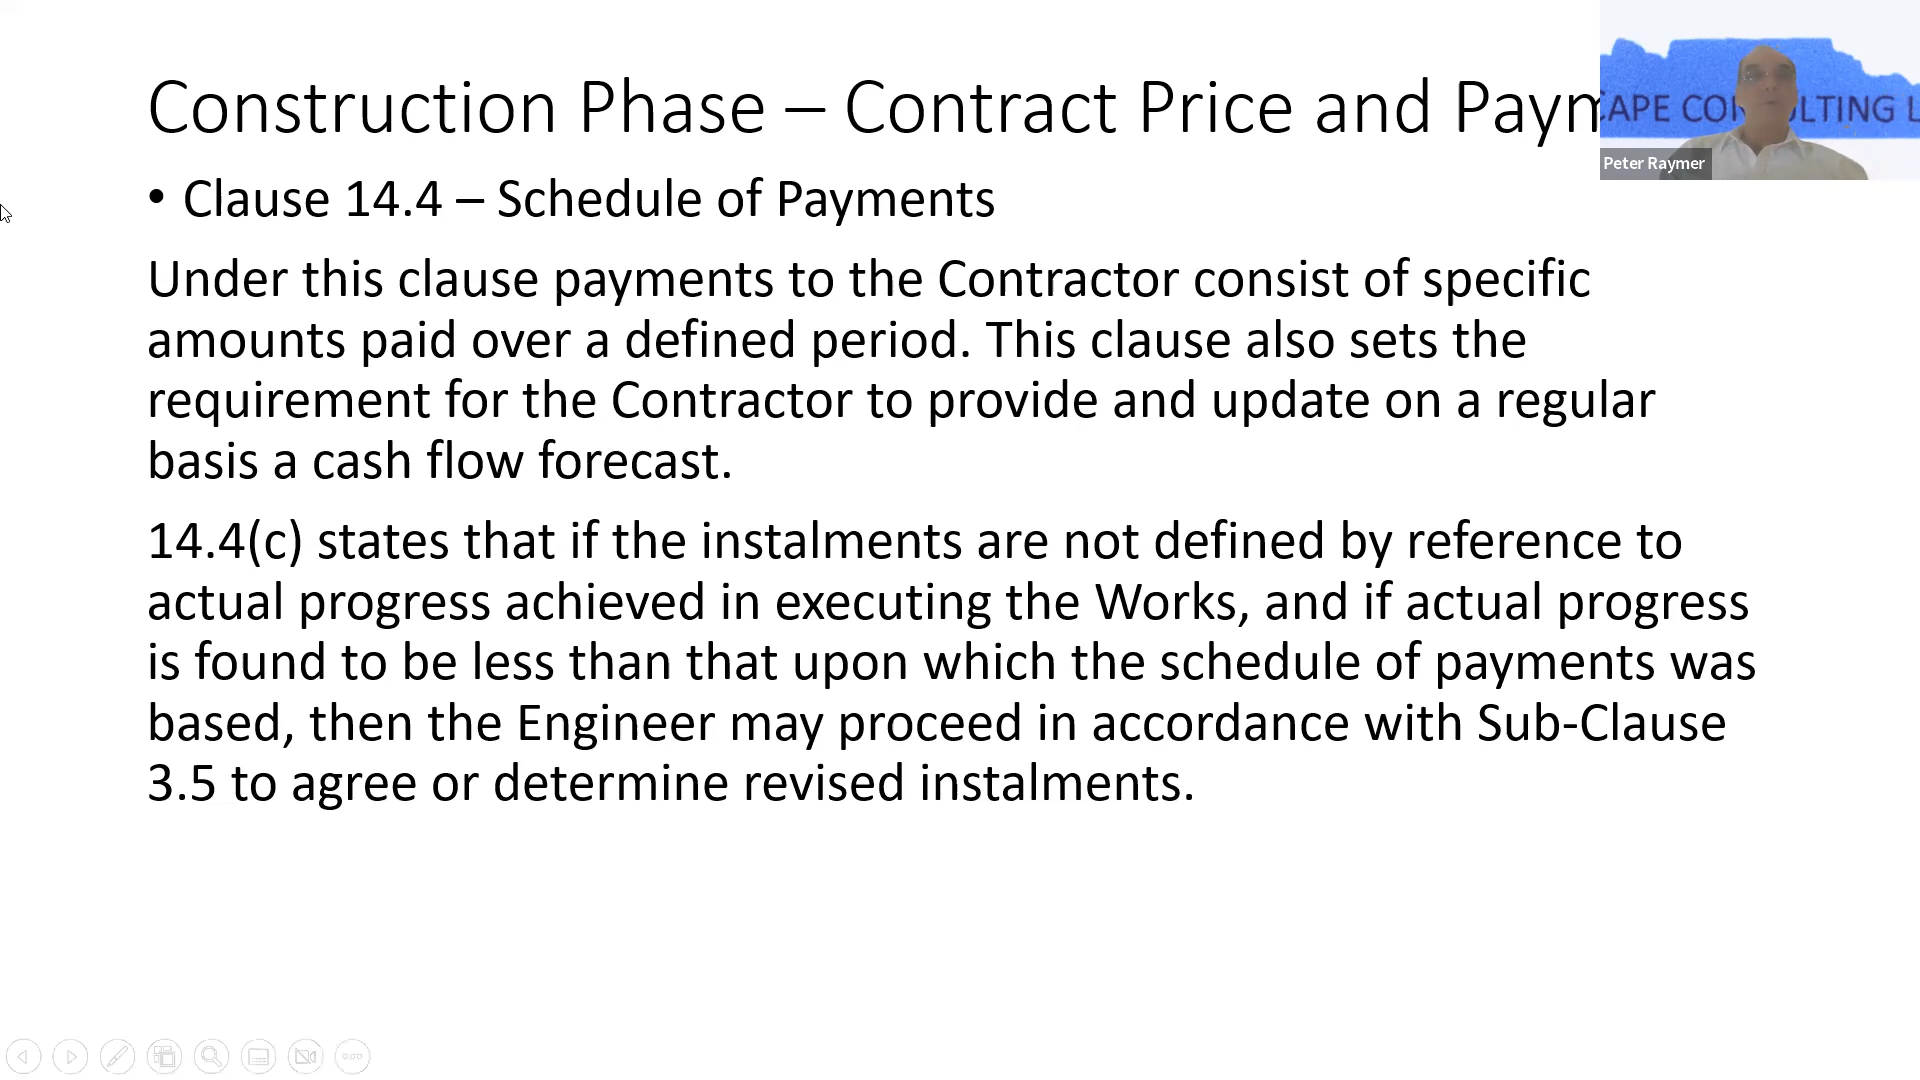 Construction Phase – Contract Price and Paym
CAPE CO LTING L
Peter Raymer
• Clause 14.4 – Schedule of Payments
Under this clause payments to the Contractor consist of specific
amounts paid over a defined period. This clause also sets the
requirement for the Contractor to provide and update on a regular
basis a cash flow forecast.
14.4(c) states that if the instalments are not defined by reference to
actual progress achieved in executing the Works, and if actual progress
is found to be less than that upon which the schedule of payments was
based, then the Engineer may proceed in accordance with Sub-Clause
3.5 to agree or determine revised instalments.